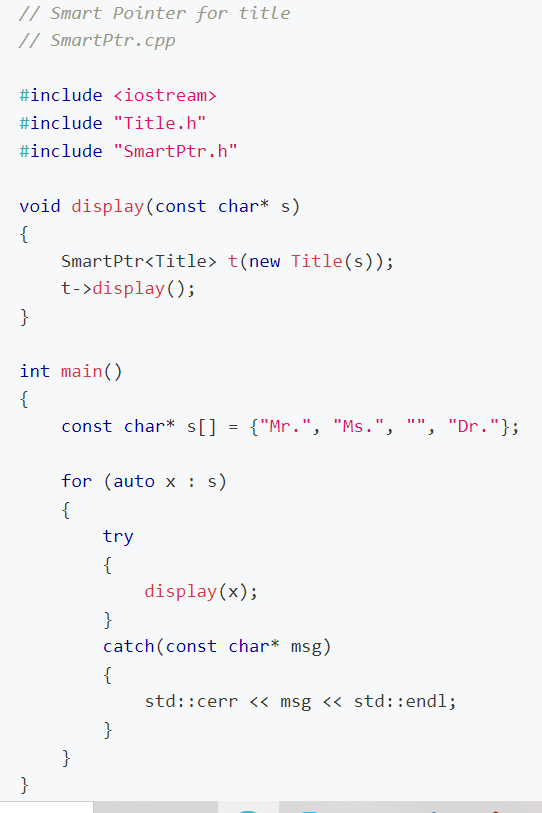 // Smart Pointer for title
// SmartPtr.cpp

#include <iostream>
#include "Title.h"
#include "SmartPtr.h"

void display(const char* s)
{
    SmartPtr<Title> t(new Title(s));
    t->display();
}

int main()
{
    const char* s[] = {"Mr.", "Ms.", "", "Dr."};

    for (auto x : s)
    {
        try
        {
            display(x);
        }
        catch(const char* msg)
        {
            std::cerr << msg << std::endl;
        }
    }
}